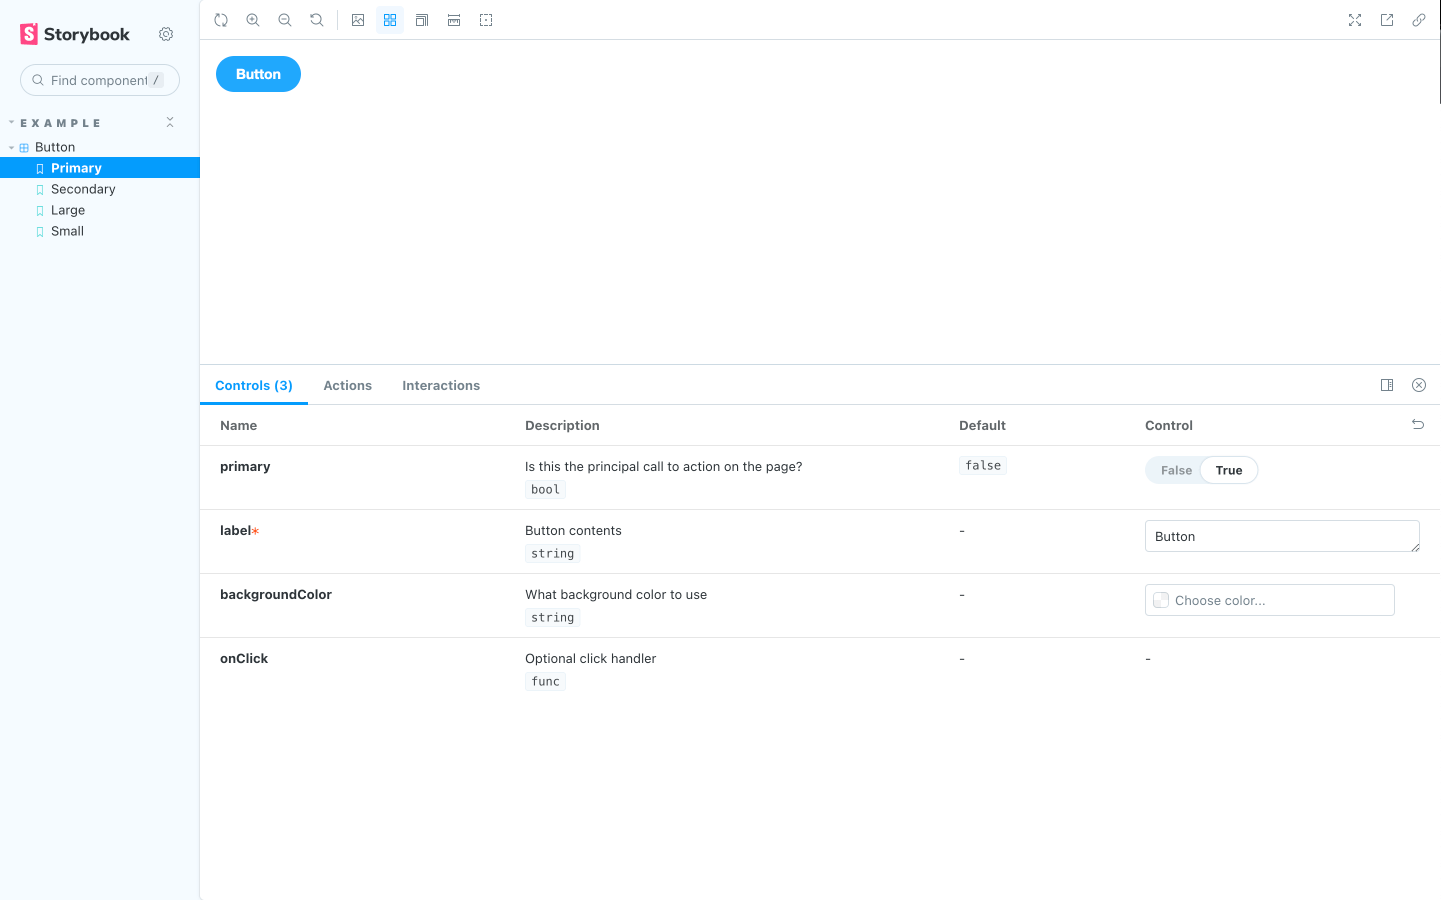 Storybook
Find component /
EXAMPLE
Button
Primary
Secondary
Large
Small
Button
Controls (3) Actions Interactions
Name Description Default Control
primary Is this the principal call to action on the page? false False True
bool
label* Button contents - Button
string
backgroundColor What background color to use - Choose color...
string
onClick Optional click handler - -
func